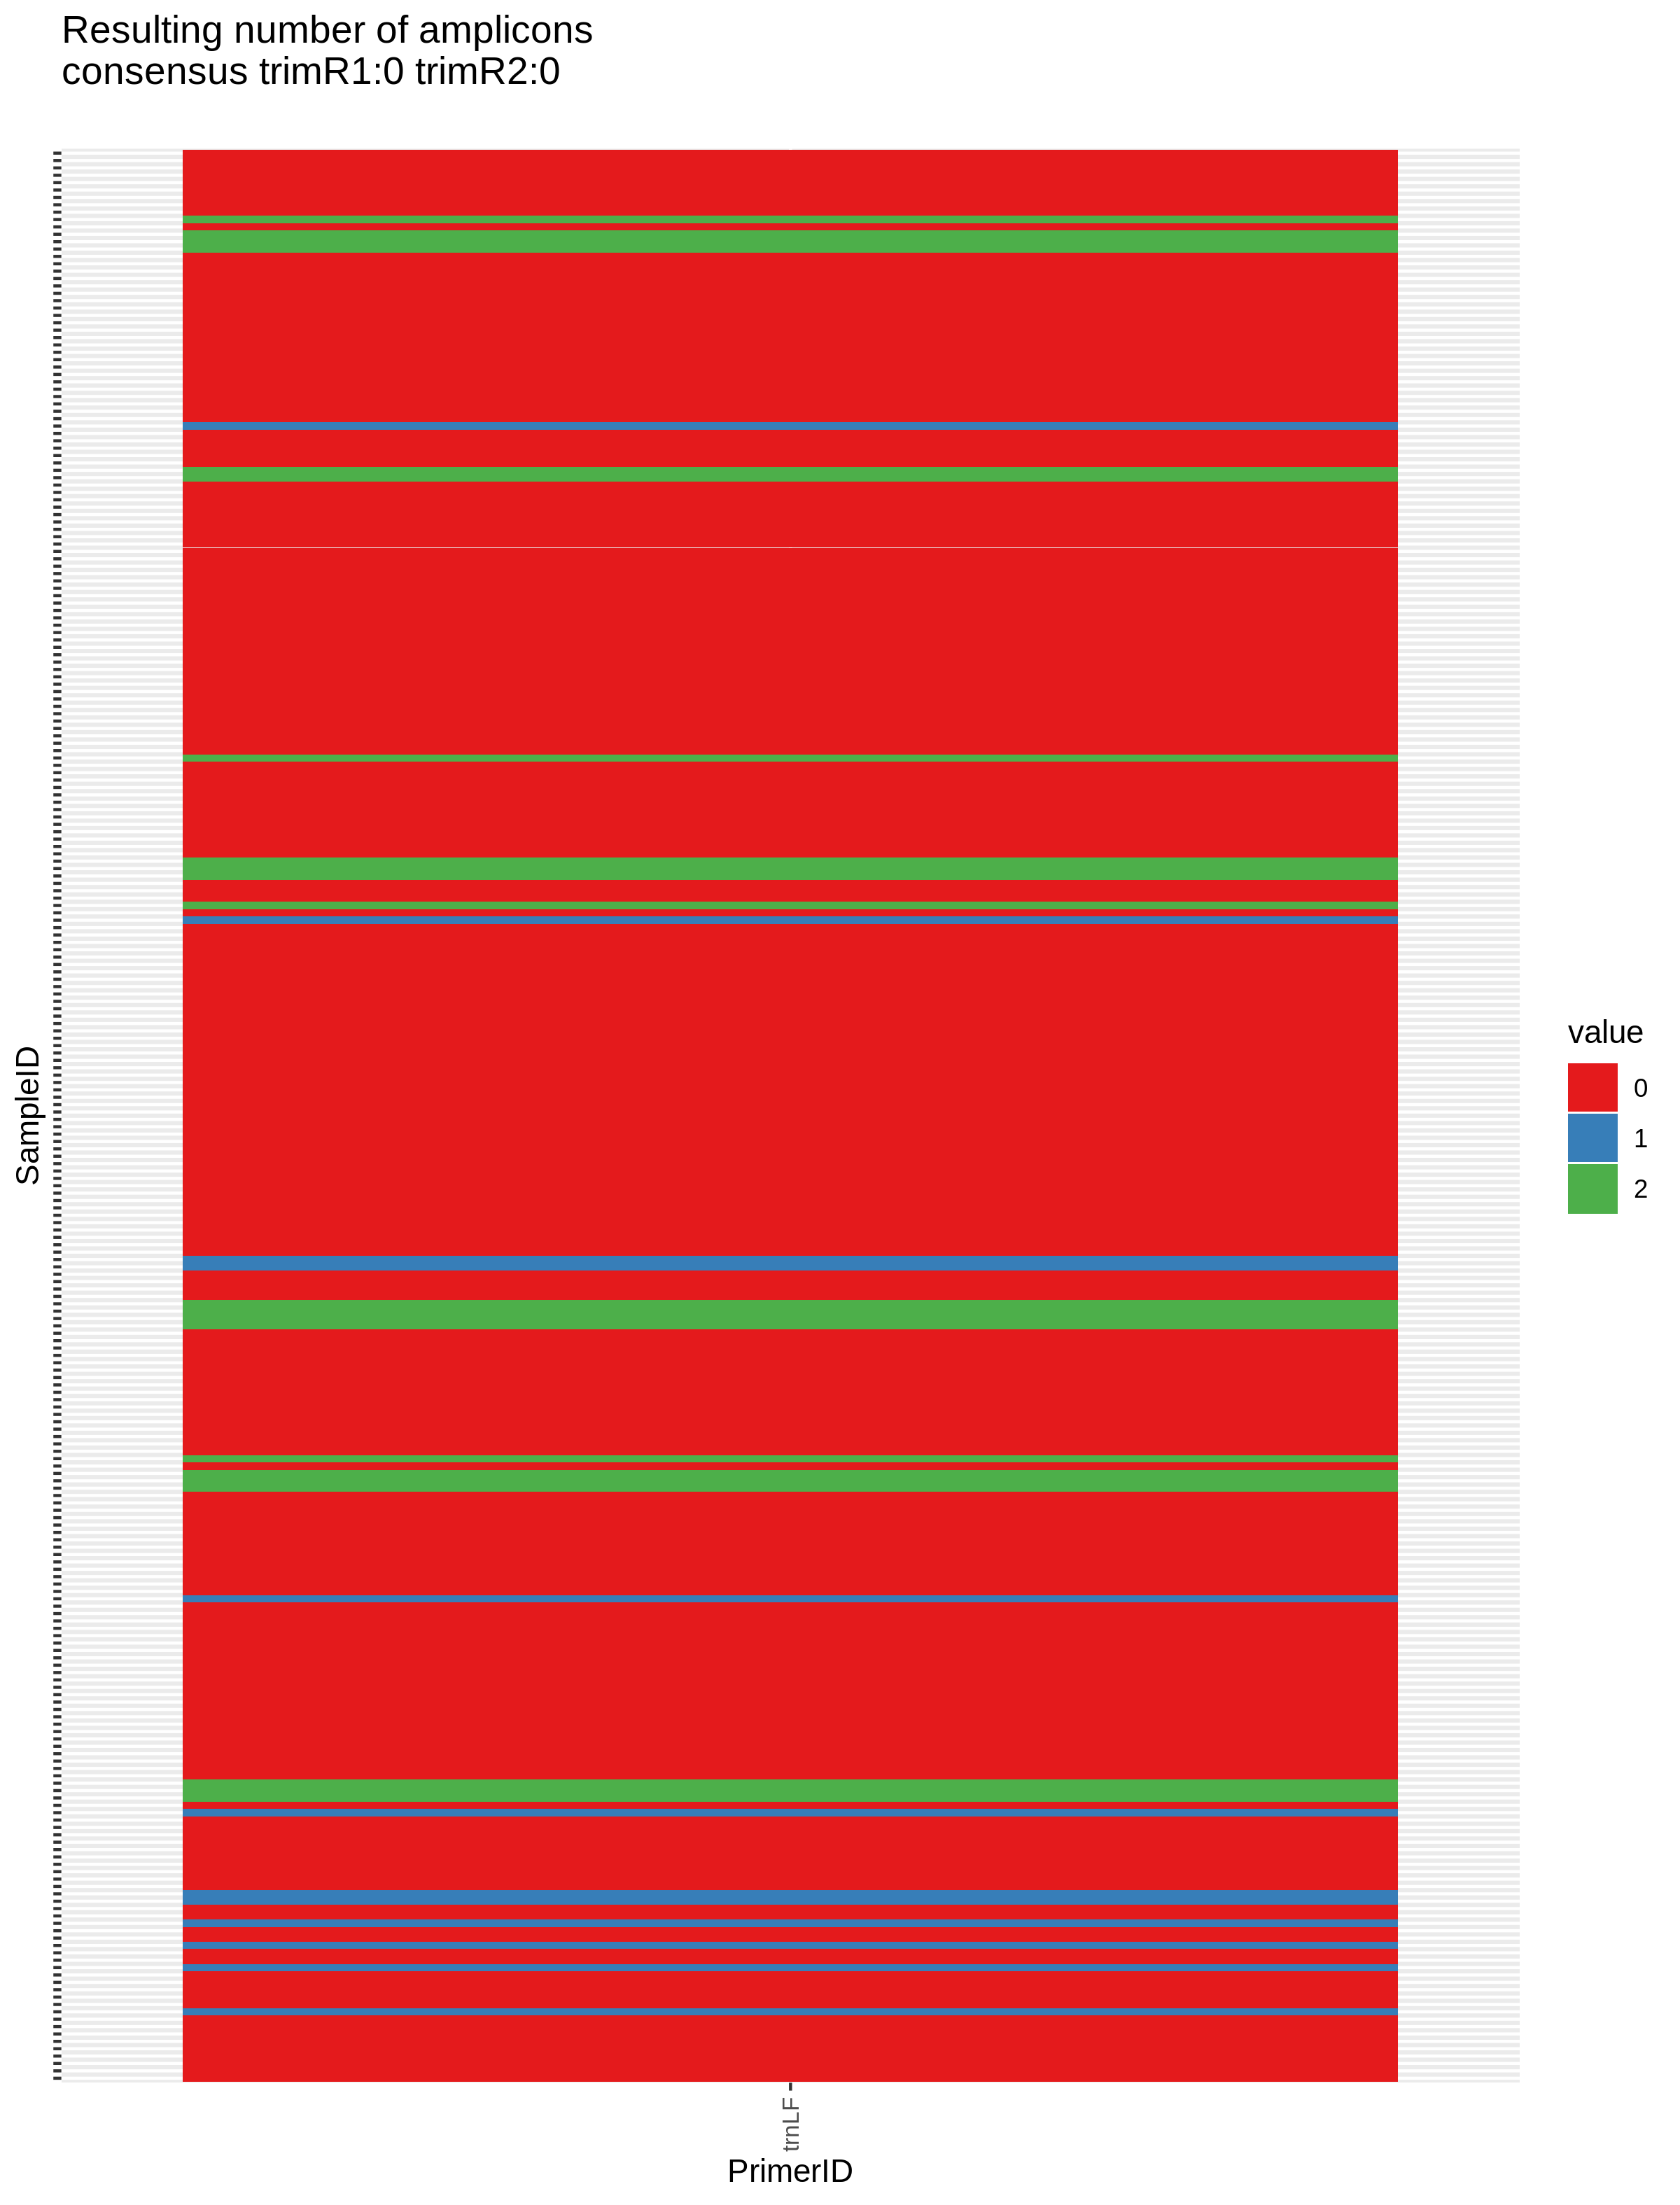 Resulting number of amplicons
consensus trimR1:0 trimR2:0
SampleID
value
0
1
2
trnLF
PrimerID